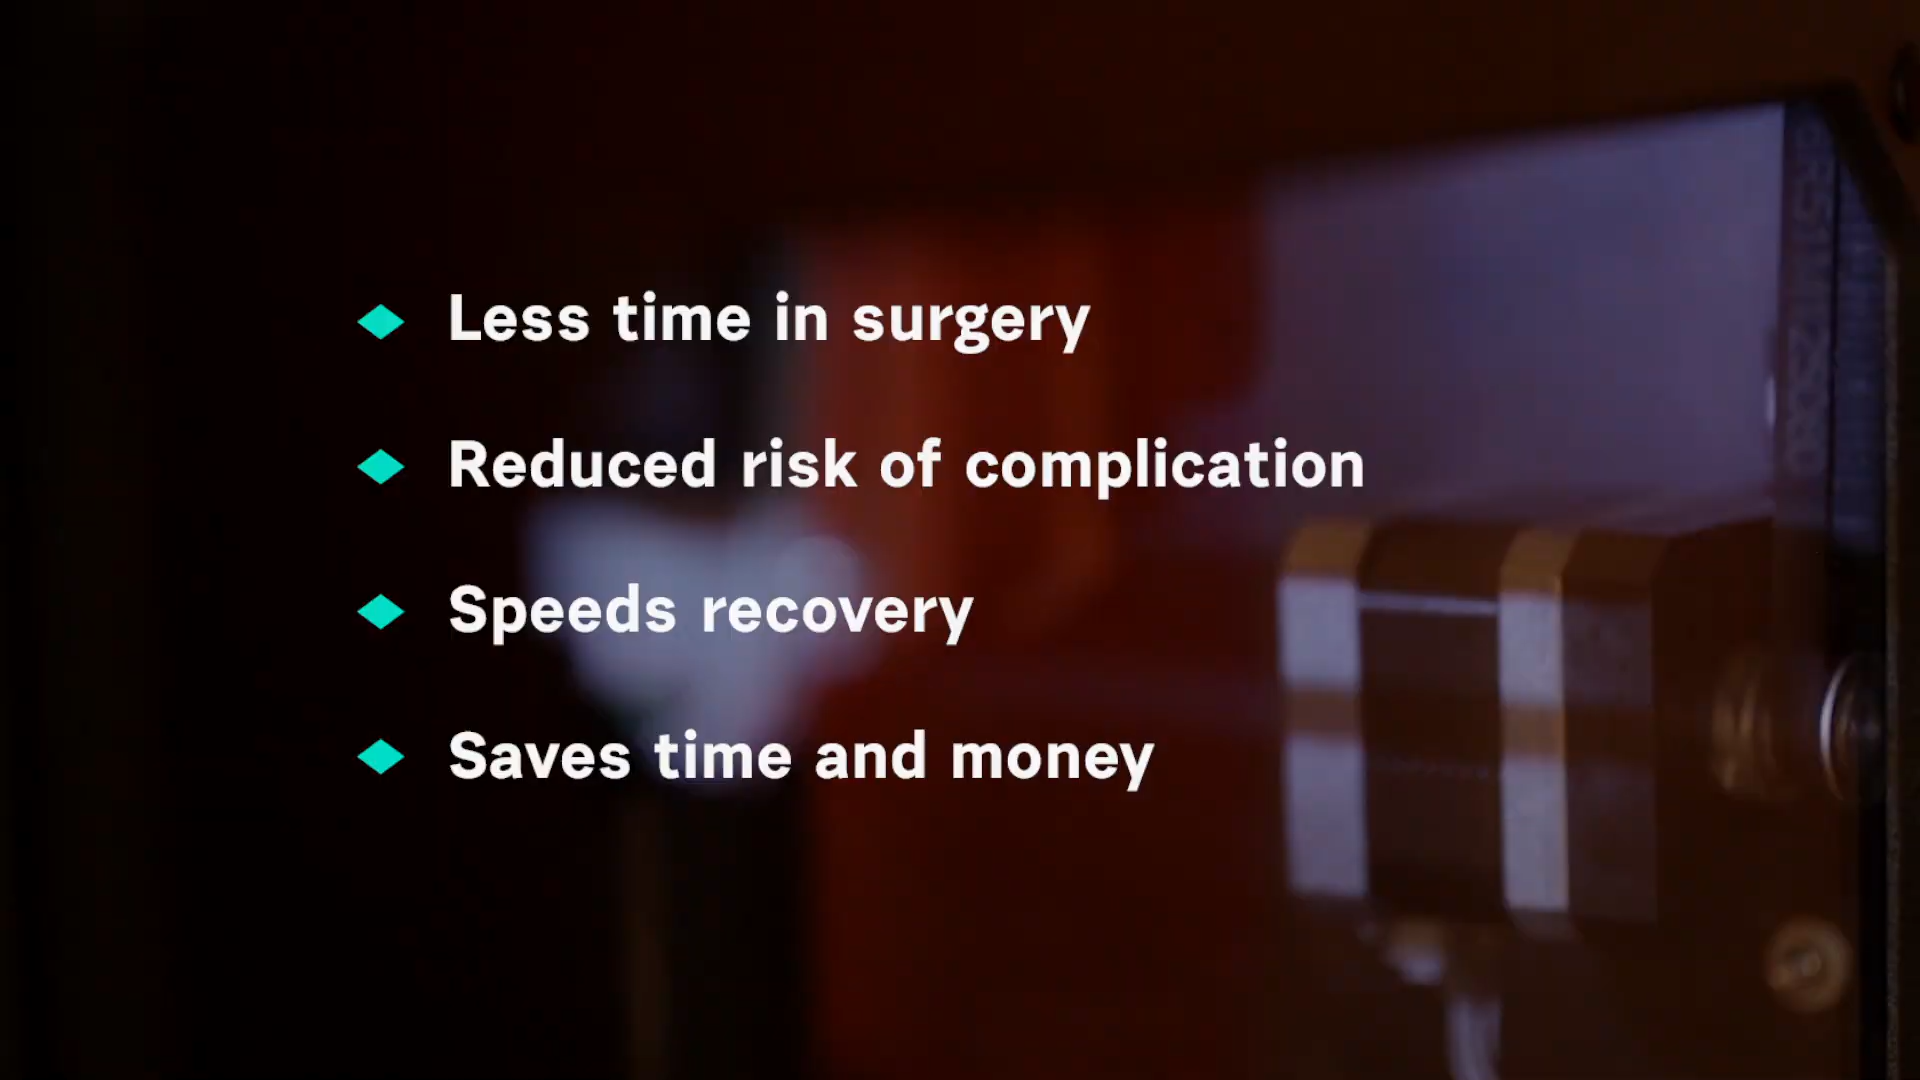 Less time in surgery
Reduced risk of complication
Speeds recovery
Saves time and money